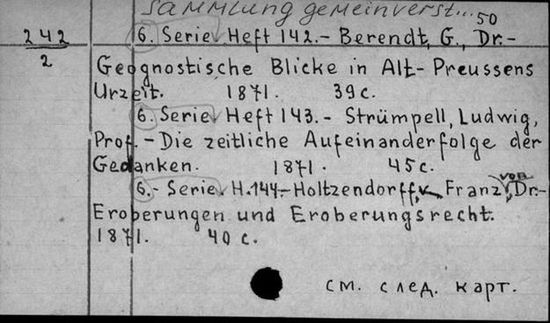 Sammlung gemeinverst... 50
242
2
6. Serie Heft 142.- Berendt, G., Dr.-
Geognostische Blicke in Alt-Preussens
Urzeit. 1871. 39 c.
6. Serie Heft 143.- Strümpell, Ludwig,
Prof.- Die zeitliche Aufeinanderfolge der
Gedanken. 1871. 45 c.
6.- Serie H.144.- Holtzendorff, Franz von, Dr.-
Eroberungen und Eroberungsrecht.
1871. 40 c.
см. след. карт.